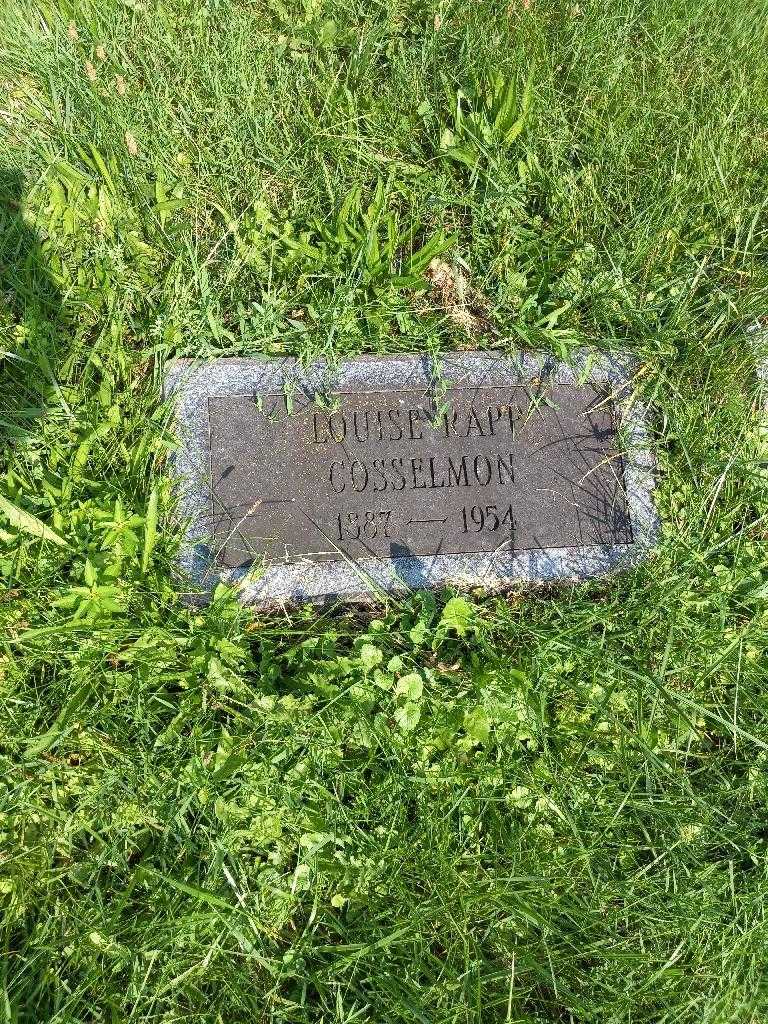 LOUISE RAPP
COSSELMON
1887 — 1954